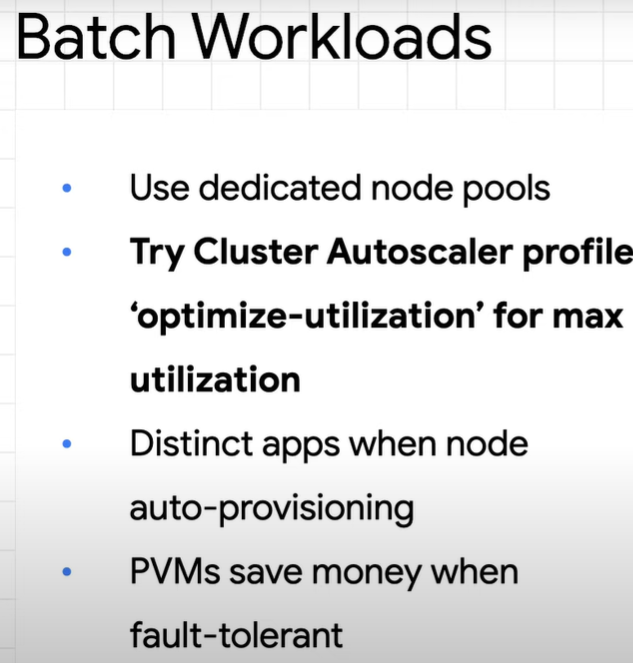 Batch Workloads
Use dedicated node pools
Try Cluster Autoscaler profile
‘optimize-utilization’ for max
utilization
Distinct apps when node
auto-provisioning
PVMs save money when
fault-tolerant